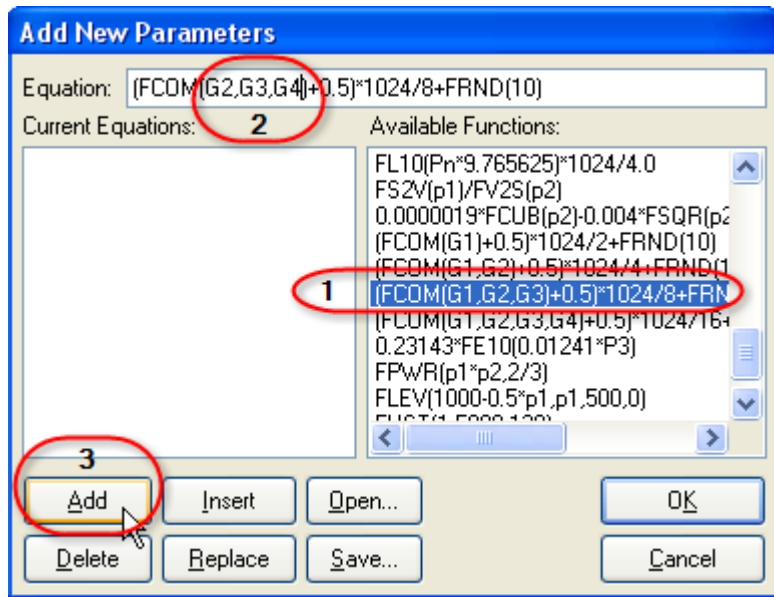 Add New Parameters
Equation: (FCOM(G2,G3,G4)+0.5)*1024/8+FRND(10)
Current Equations: 2 Available Functions:
FL10(Pn*9.765625)*1024/4.0
FS2V(p1)/FV2S(p2)
0.0000019*FCUB(p2)-0.004*FSQR(p2
(FCOM(G1)+0.5)*1024/2+FRND(10)
(FCOM(G1,G2)+0.5)*1024/4+FRND(1
1 (FCOM(G1,G2,G3)+0.5)*1024/8+FRN
(FCOM(G1,G2,G3,G4)+0.5)*1024/16+
0.23143*FE10(0.01241*P3)
FPWR(p1*p2,2/3)
FLEV(1000-0.5*p1,p1,500,0)
3
Add Insert Open... OK
Delete Replace Save... Cancel